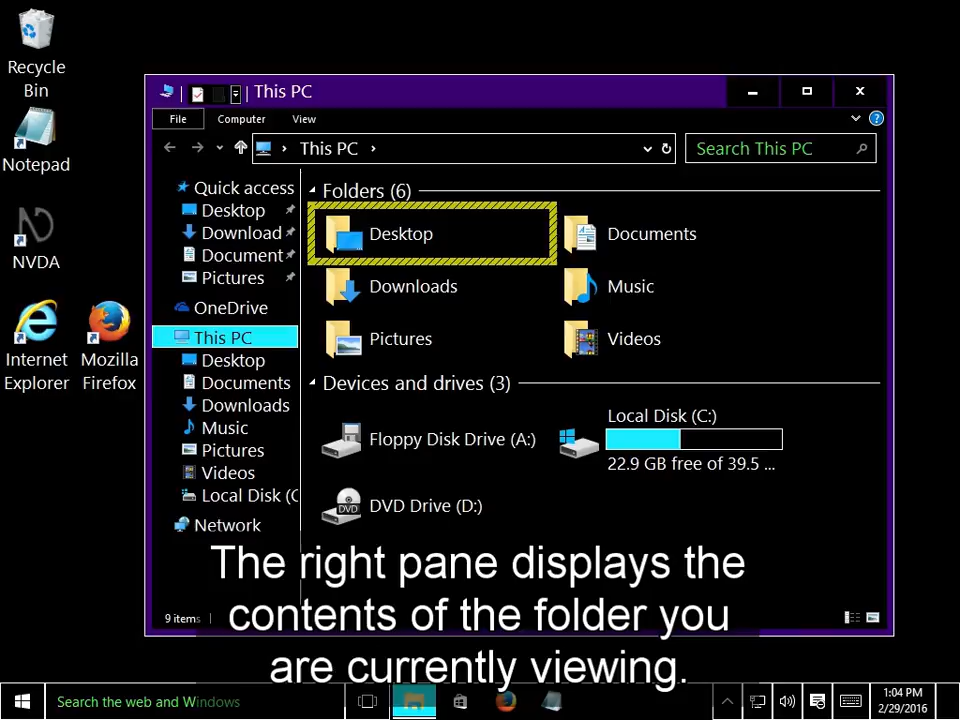 Recycle
Bin
Notepad
NVDA
Internet
Explorer
Mozilla
Firefox
This PC
File
Computer
View
This PC
Search This PC
Quick access
Desktop
Download
Document
Pictures
OneDrive
This PC
Desktop
Documents
Downloads
Music
Pictures
Videos
Local Disk (C
Network
Folders (6)
Desktop
Documents
Downloads
Music
Pictures
Videos
Devices and drives (3)
Floppy Disk Drive (A:)
Local Disk (C:)
22.9 GB free of 39.5 ...
DVD
DVD Drive (D:)
9 items
The right pane displays the
contents of the folder you
are currently viewing.
Search the web and Windows
1:04 PM
2/29/2016